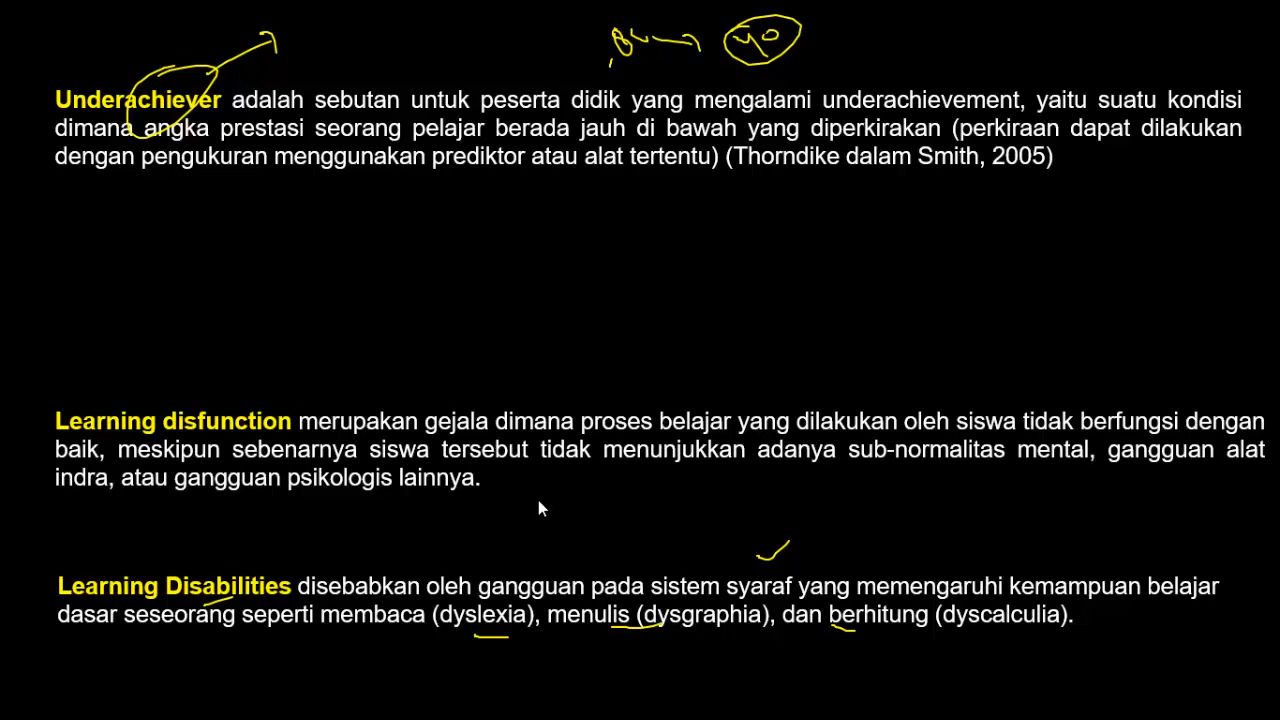 Underachiever adalah sebutan untuk peserta didik yang mengalami underachievement, yaitu suatu kondisi
dimana angka prestasi seorang pelajar berada jauh di bawah yang diperkirakan (perkiraan dapat dilakukan
dengan pengukuran menggunakan prediktor atau alat tertentu) (Thorndike dalam Smith, 2005)
Learning disfunction merupakan gejala dimana proses belajar yang dilakukan oleh siswa tidak berfungsi dengan
baik, meskipun sebenarnya siswa tersebut tidak menunjukkan adanya sub-normalitas mental, gangguan alat
indra, atau gangguan psikologis lainnya.
Learning Disabilities disebabkan oleh gangguan pada sistem syaraf yang memengaruhi kemampuan belajar
dasar seseorang seperti membaca (dyslexia), menulis (dysgraphia), dan berhitung (dyscalculia).